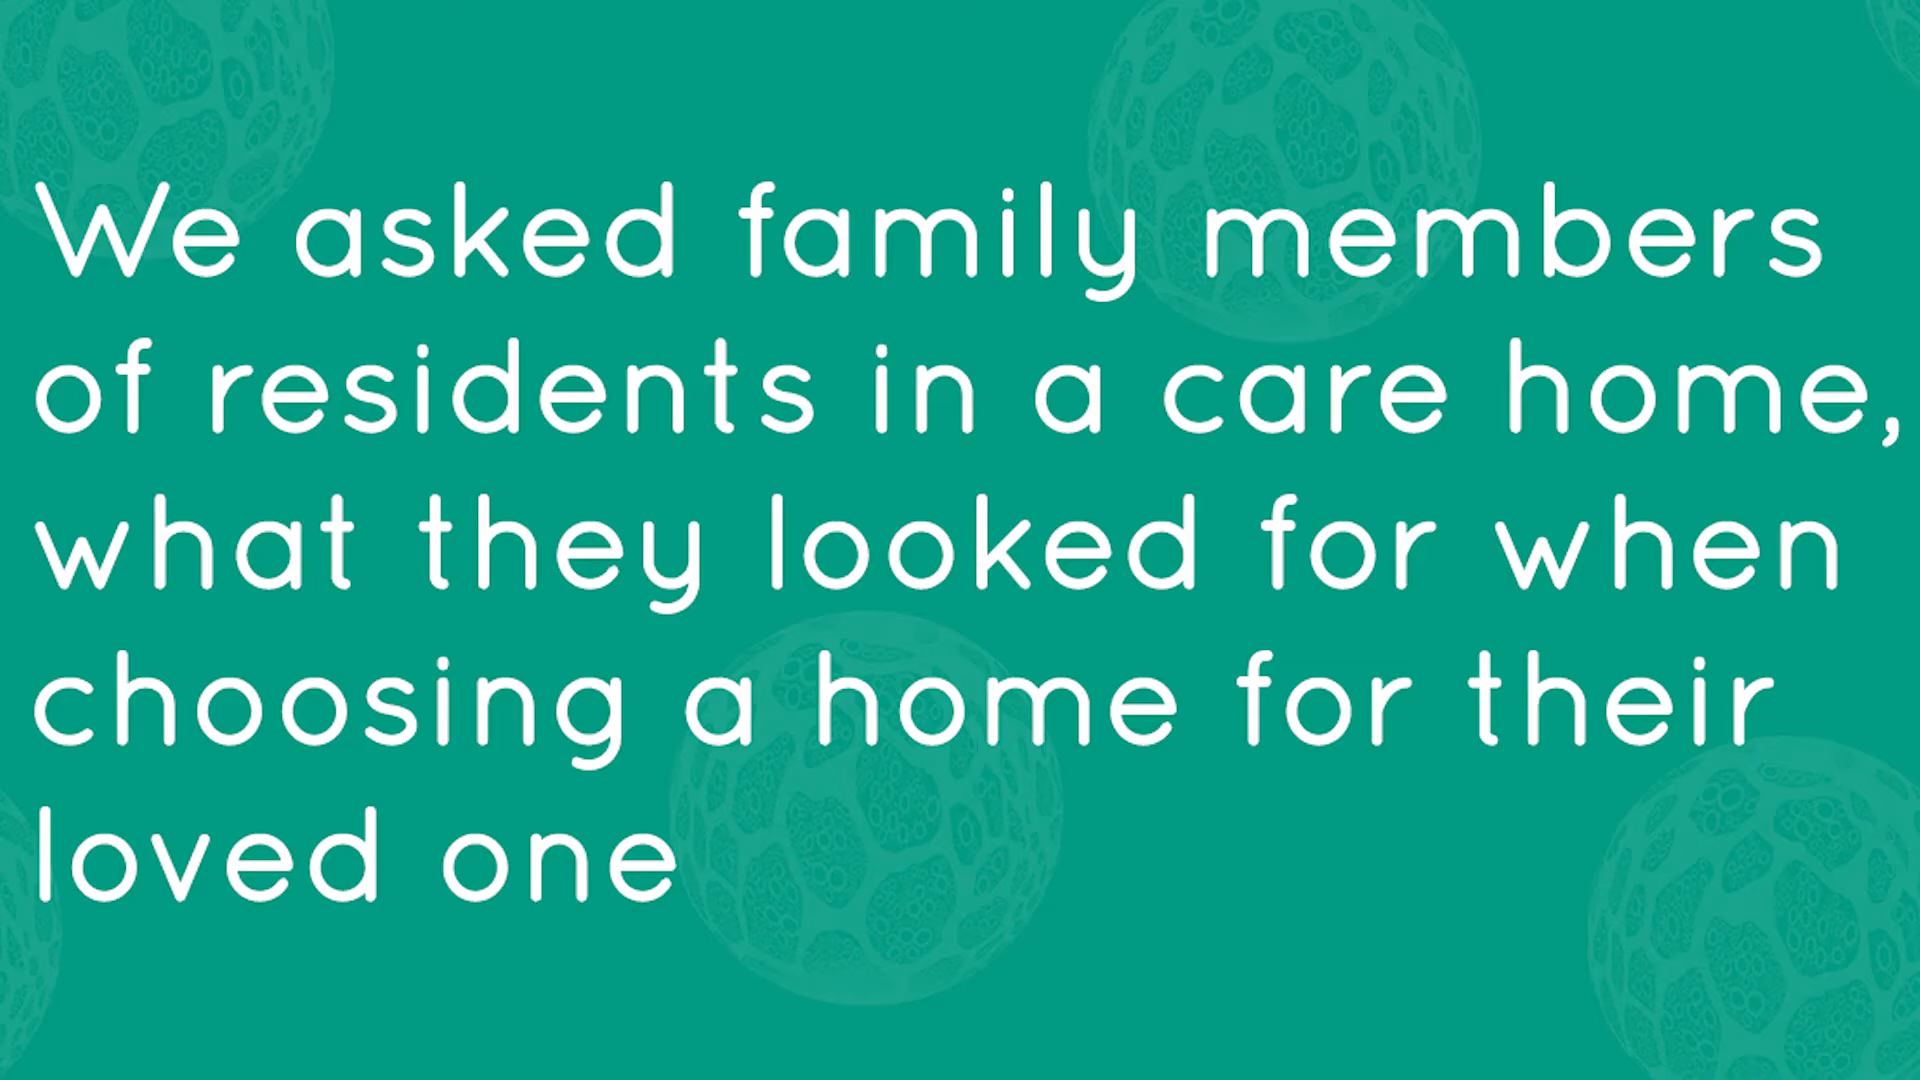 We asked family members
of residents in a care home,
what they looked for when
choosing a home for their
loved one